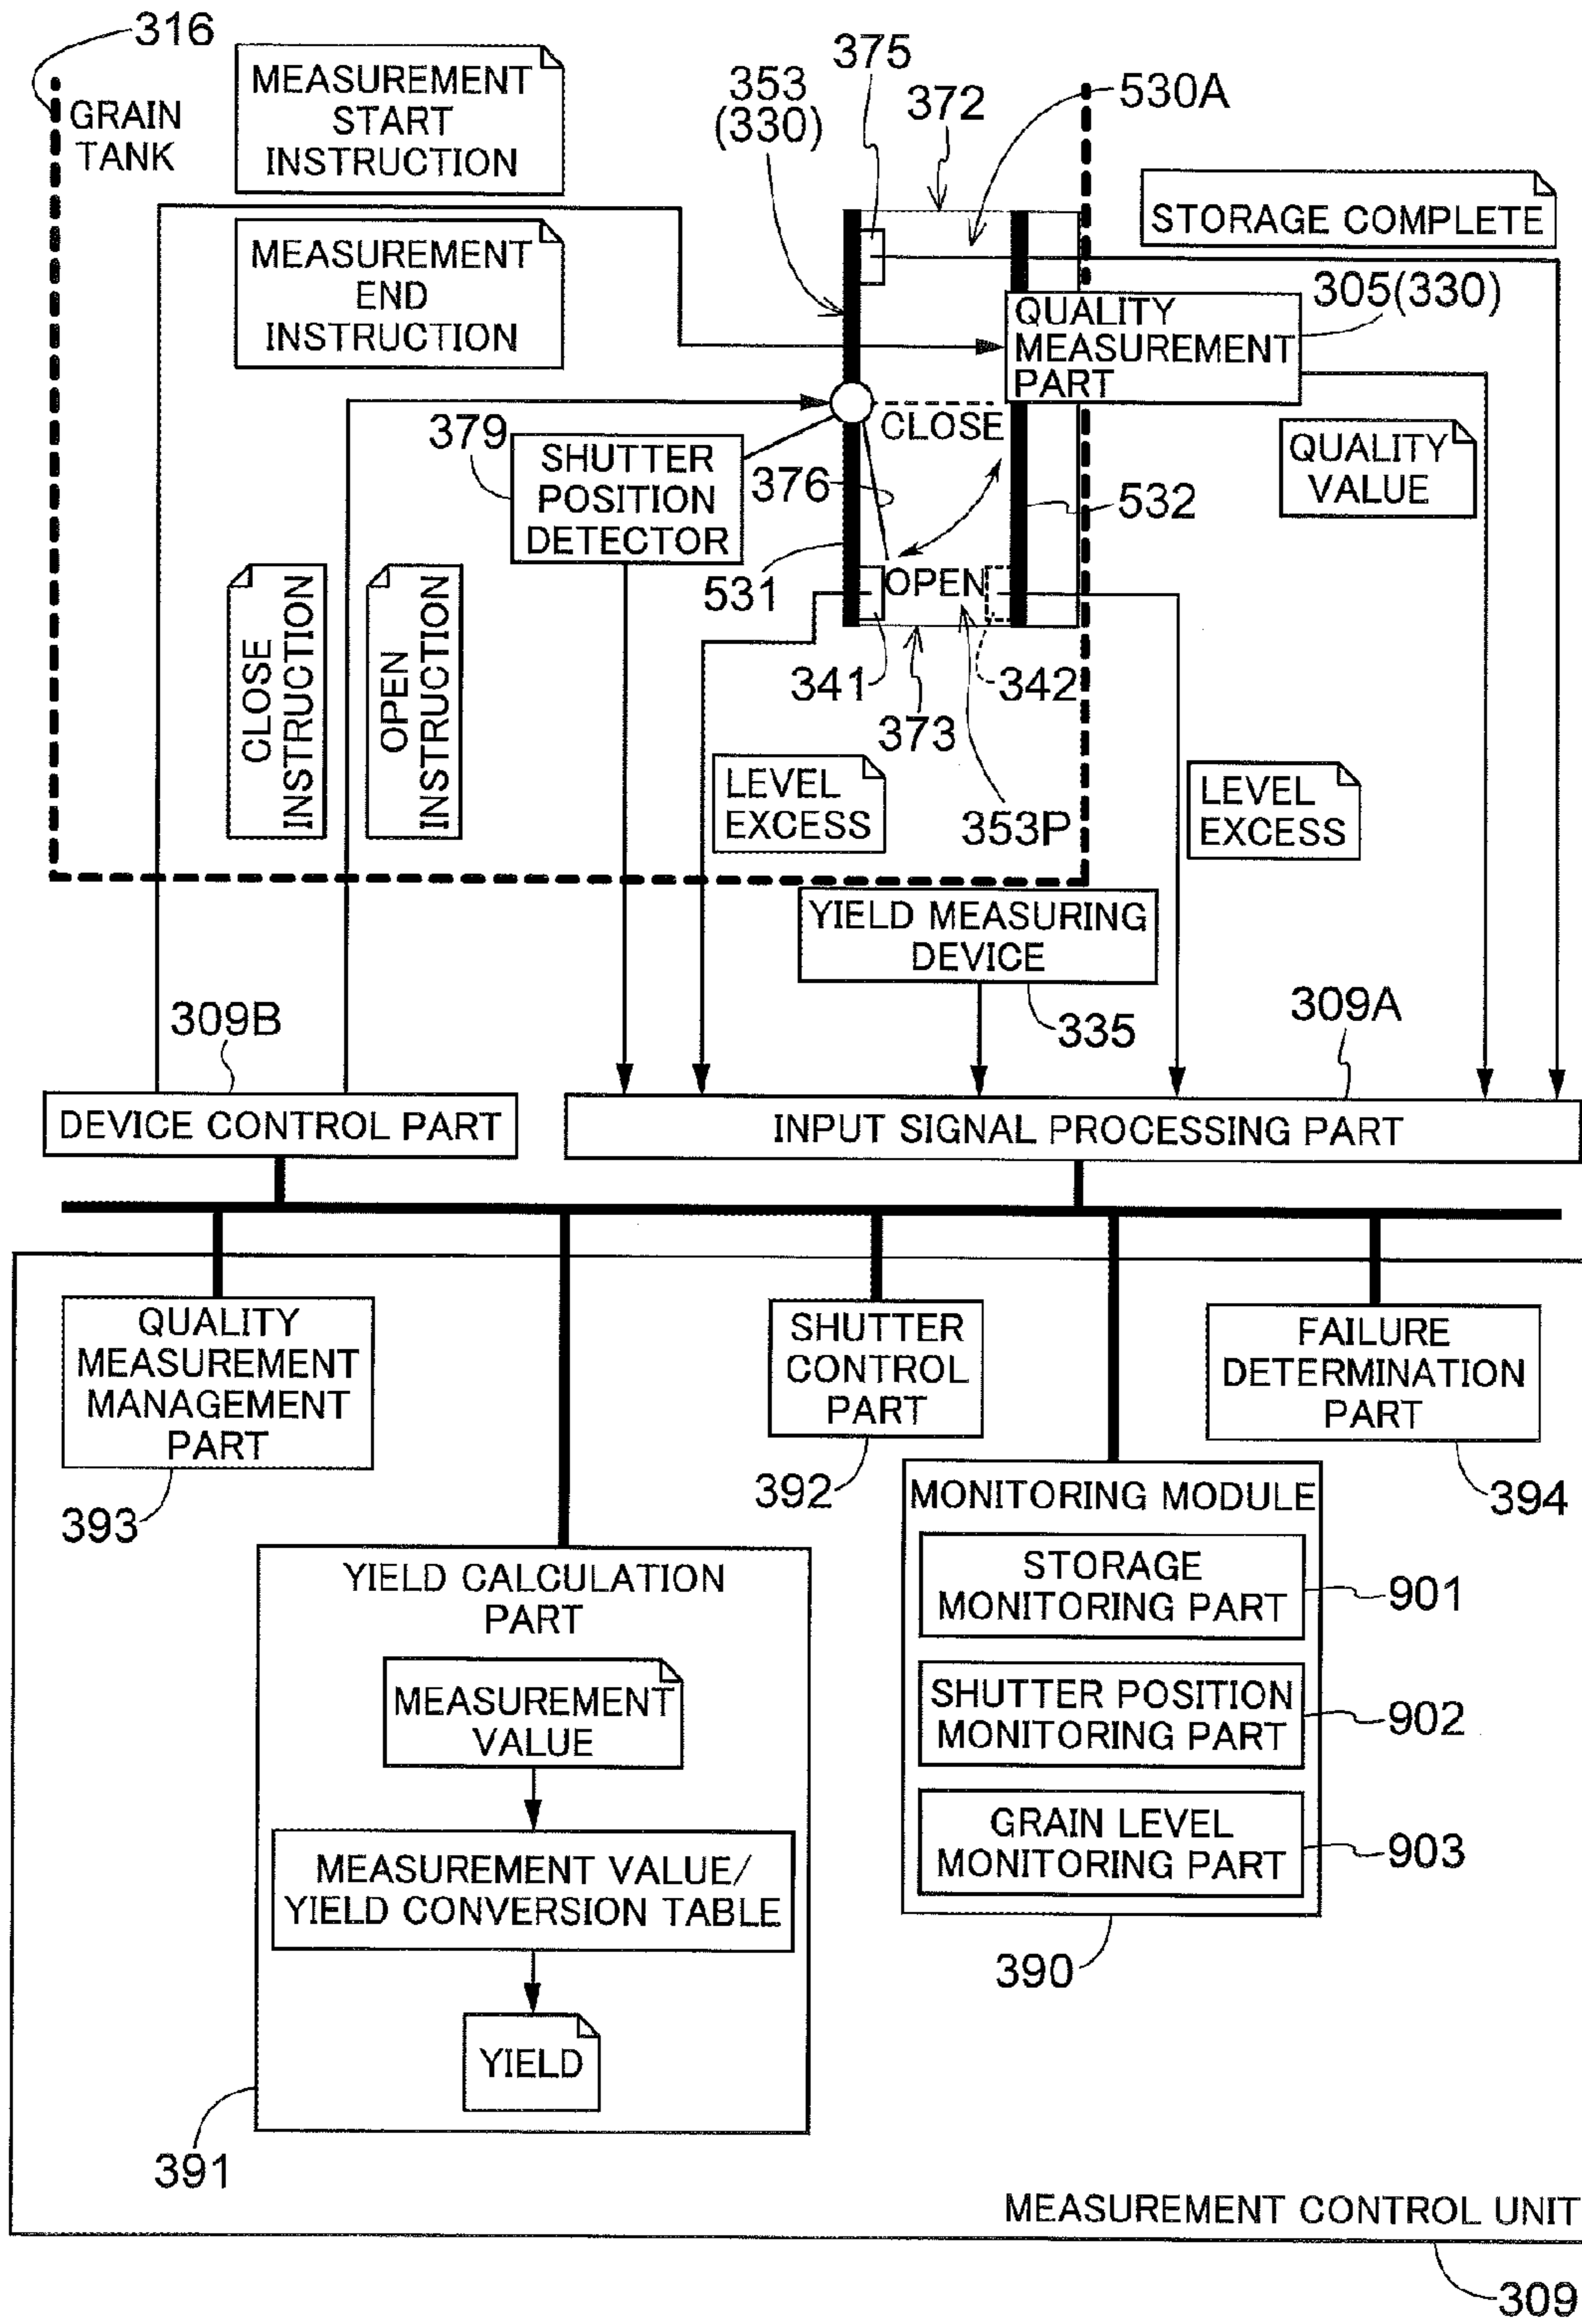 316
GRAIN
TANK
MEASUREMENT
START
INSTRUCTION
MEASUREMENT
END
INSTRUCTION
353
(330)
375
372
530A
STORAGE COMPLETE
305(330)
QUALITY
MEASUREMENT
PART
QUALITY
VALUE
CLOSE
379
SHUTTER
POSITION
DETECTOR
376
532
531
OPEN
341
342
373
353P
CLOSE
INSTRUCTION
OPEN
INSTRUCTION
LEVEL
EXCESS
LEVEL
EXCESS
YIELD MEASURING
DEVICE
335
309B
309A
DEVICE CONTROL PART
INPUT SIGNAL PROCESSING PART
QUALITY
MEASUREMENT
MANAGEMENT
PART
393
SHUTTER
CONTROL
PART
392
FAILURE
DETERMINATION
PART
394
YIELD CALCULATION
PART
MEASUREMENT
VALUE
MEASUREMENT VALUE/
YIELD CONVERSION TABLE
YIELD
391
MONITORING MODULE
STORAGE
MONITORING PART
901
SHUTTER POSITION
MONITORING PART
902
GRAIN LEVEL
MONITORING PART
903
390
MEASUREMENT CONTROL UNIT
309